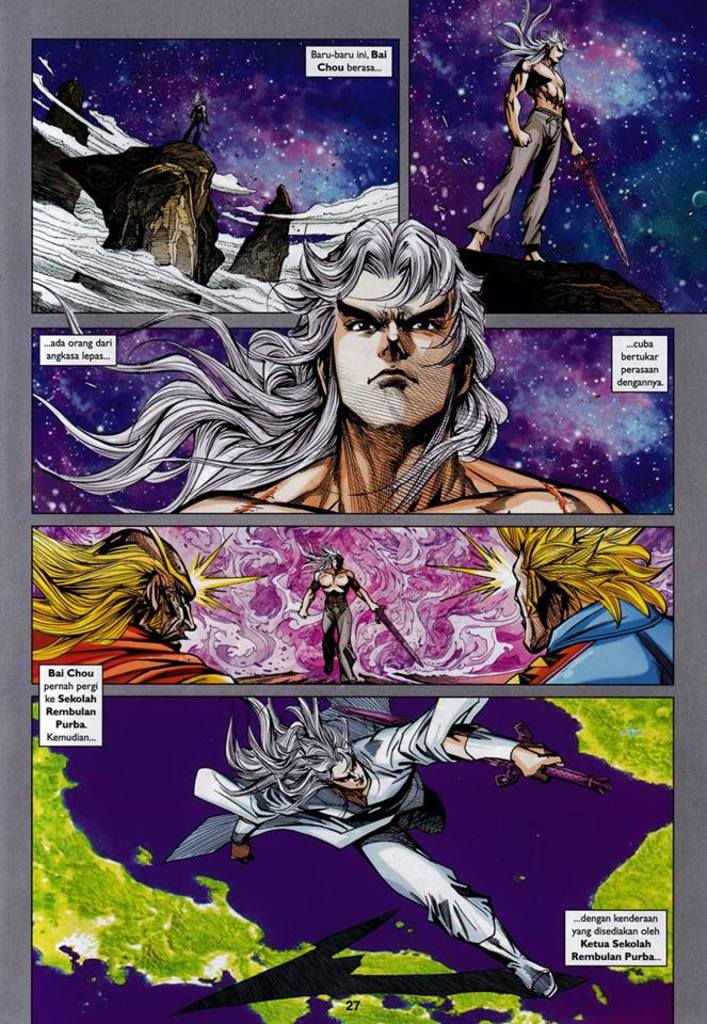 Baru-baru ini, Bai
Chou berasa...
...ada orang dari
angkasa lepas...
...cuba
bertukar
perasaan
dengannya.
Bai Chou
pernah pergi
ke Sekolah
Rembulan
Purba.
Kemudian...
...dengan kenderaan
yang disediakan oleh
Ketua Sekolah
Rembulan Purba...
27